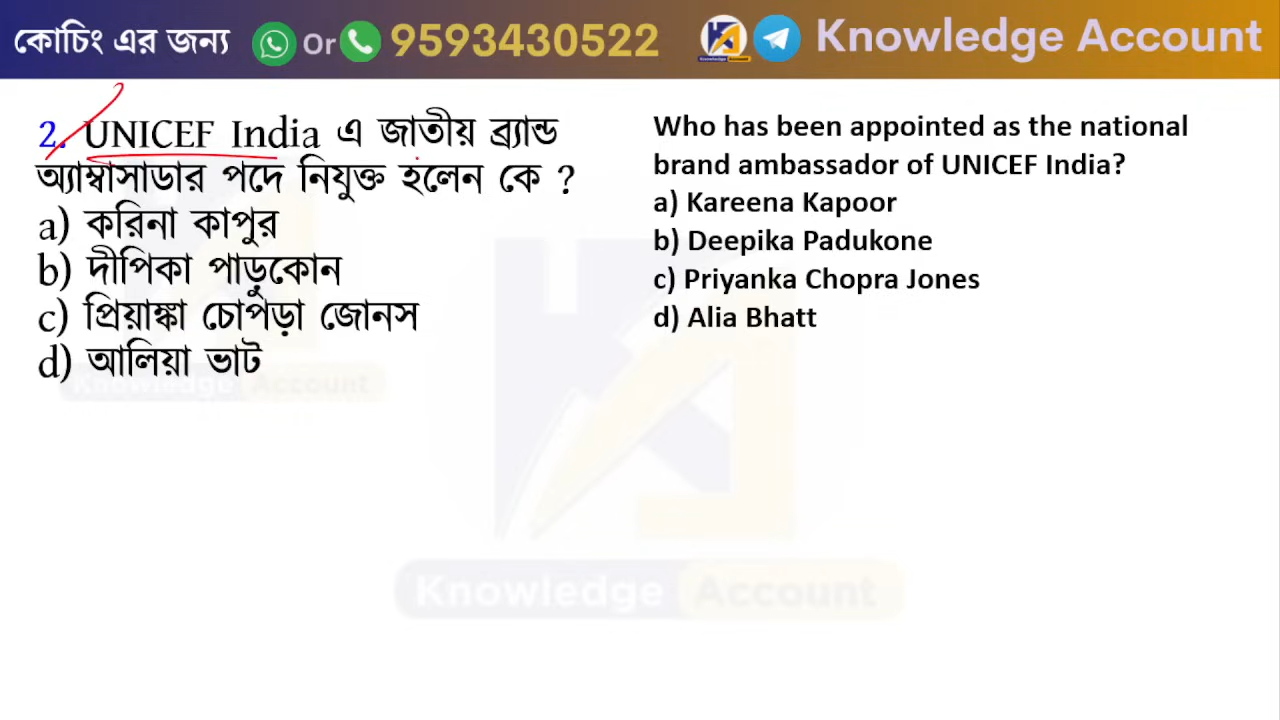 কোচিং এর জন্য Or 9593430522 Knowledge Account
2. UNICEF India এ জাতীয় ব্র্যান্ড
অ্যাম্বাসাডার পদে নিযুক্ত হলেন কে ?
a) করিনা কাপুর
b) দীপিকা পাড়ুকোন
c) প্রিয়াঙ্কা চোপড়া জোনস
d) আলিয়া ভাট
Who has been appointed as the national
brand ambassador of UNICEF India?
a) Kareena Kapoor
b) Deepika Padukone
c) Priyanka Chopra Jones
d) Alia Bhatt
Knowledge Account
Knowledge Account